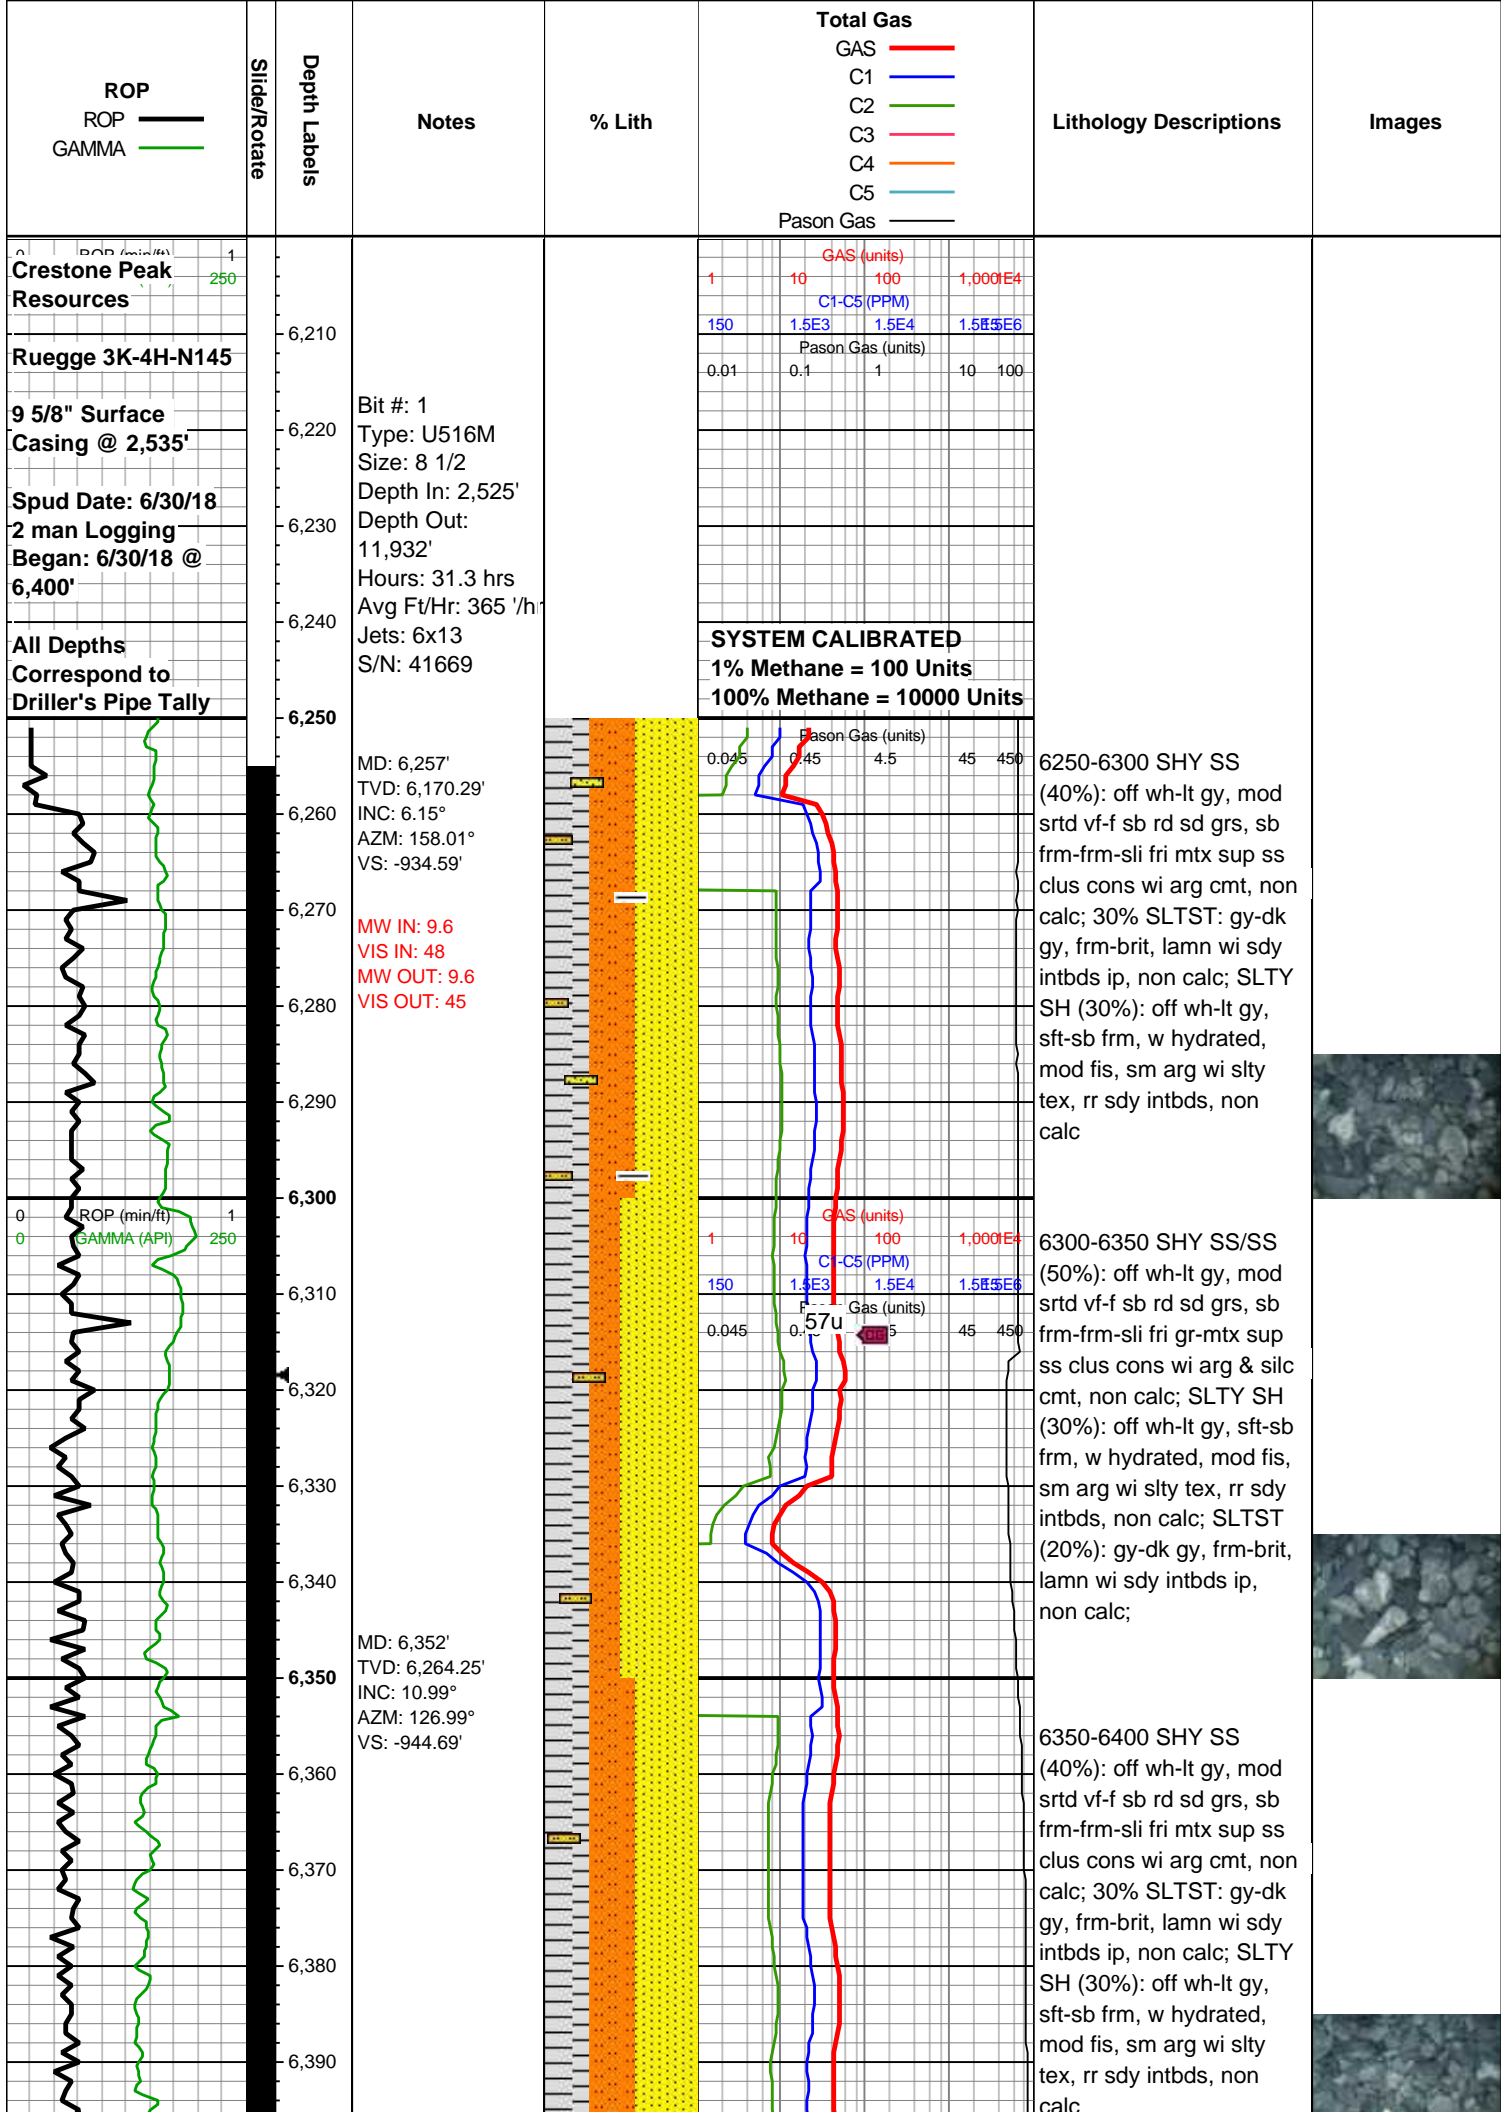 ROP
ROP
GAMMA
Slide/Rotate
Depth Labels
Notes
% Lith
Total Gas
GAS
C1
C2
C3
C4
C5
Pason Gas
Lithology Descriptions
Images
0 ROP (min/ft) 1
250
Crestone Peak
Resources
Ruegge 3K-4H-N145
9 5/8" Surface
Casing @ 2,535'
Spud Date: 6/30/18
2 man Logging
Began: 6/30/18 @
6,400'
All Depths
Correspond to
Driller's Pipe Tally
0 ROP (min/ft) 1
0 GAMMA (API) 250
6,210
6,220
6,230
6,240
6,250
6,260
6,270
6,280
6,290
6,300
6,310
6,320
6,330
6,340
6,350
6,360
6,370
6,380
6,390
Bit #: 1
Type: U516M
Size: 8 1/2
Depth In: 2,525'
Depth Out:
11,932'
Hours: 31.3 hrs
Avg Ft/Hr: 365 '/hr
Jets: 6x13
S/N: 41669
MD: 6,257'
TVD: 6,170.29'
INC: 6.15°
AZM: 158.01°
VS: -934.59'
MW IN: 9.6
VIS IN: 48
MW OUT: 9.6
VIS OUT: 45
MD: 6,352'
TVD: 6,264.25'
INC: 10.99°
AZM: 126.99°
VS: -944.69'
GAS (units)
1 10 100 1,000 1E4
C1-C5 (PPM)
150 1.5E3 1.5E4 1.5E5 1.5E6
Pason Gas (units)
0.01 0.1 1 10 100
SYSTEM CALIBRATED
1% Methane = 100 Units
100% Methane = 10000 Units
Pason Gas (units)
0.045 0.45 4.5 45 450
GAS (units)
1 10 100 1,000 1E4
C1-C5 (PPM)
150 1.5E3 1.5E4 1.5E5 1.5E6
Gas (units)
57u
0.045 45 450
CG
6250-6300 SHY SS
(40%): off wh-lt gy, mod
srtd vf-f sb rd sd grs, sb
frm-frm-sli fri mtx sup ss
clus cons wi arg cmt, non
calc; 30% SLTST: gy-dk
gy, frm-brit, lamn wi sdy
intbds ip, non calc; SLTY
SH (30%): off wh-lt gy,
sft-sb frm, w hydrated,
mod fis, sm arg wi slty
tex, rr sdy intbds, non
calc
6300-6350 SHY SS/SS
(50%): off wh-lt gy, mod
srtd vf-f sb rd sd grs, sb
frm-frm-sli fri gr-mtx sup
ss clus cons wi arg & silc
cmt, non calc; SLTY SH
(30%): off wh-lt gy, sft-sb
frm, w hydrated, mod fis,
sm arg wi slty tex, rr sdy
intbds, non calc; SLTST
(20%): gy-dk gy, frm-brit,
lamn wi sdy intbds ip,
non calc;
6350-6400 SHY SS
(40%): off wh-lt gy, mod
srtd vf-f sb rd sd grs, sb
frm-frm-sli fri mtx sup ss
clus cons wi arg cmt, non
calc; 30% SLTST: gy-dk
gy, frm-brit, lamn wi sdy
intbds ip, non calc; SLTY
SH (30%): off wh-lt gy,
sft-sb frm, w hydrated,
mod fis, sm arg wi slty
tex, rr sdy intbds, non
calc